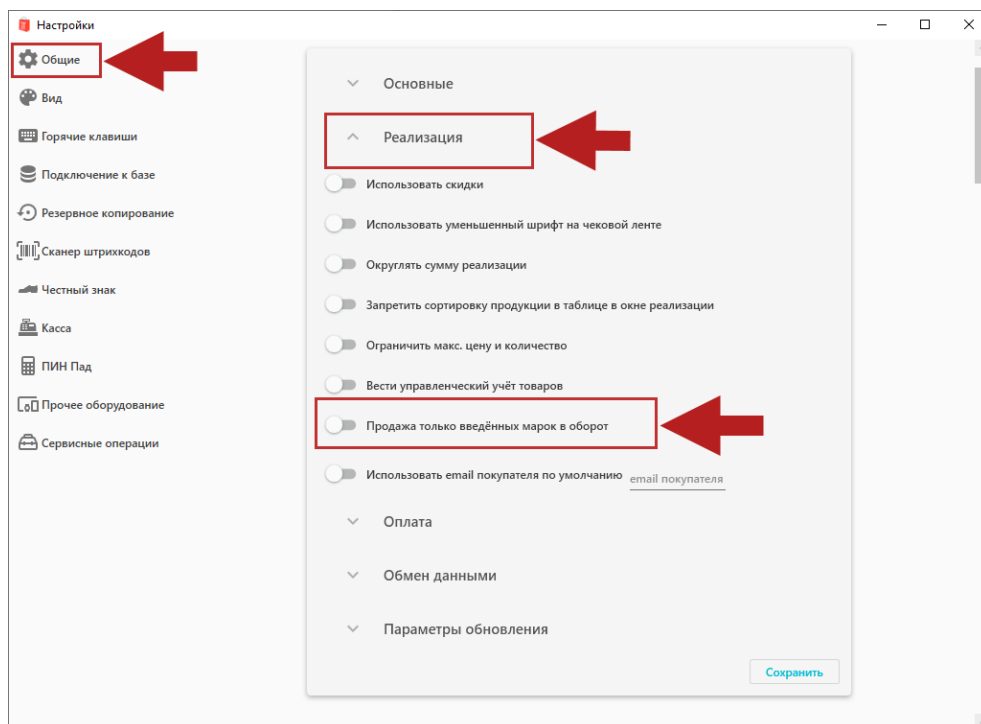 Настройки
Общие
Вид
Горячие клавиши
Подключение к базе
Резервное копирование
Сканер штрихкодов
Честный знак
Касса
ПИН Пад
Прочее оборудование
Сервисные операции
Основные
Реализация
Использовать скидки
Использовать уменьшенный шрифт на чековой ленте
Округлять сумму реализации
Запретить сортировку продукции в таблице в окне реализации
Ограничить макс. цену и количество
Вести управленческий учёт товаров
Продажа только введённых марок в оборот
Использовать email покупателя по умолчанию email покупателя
Оплата
Обмен данными
Параметры обновления
Сохранить